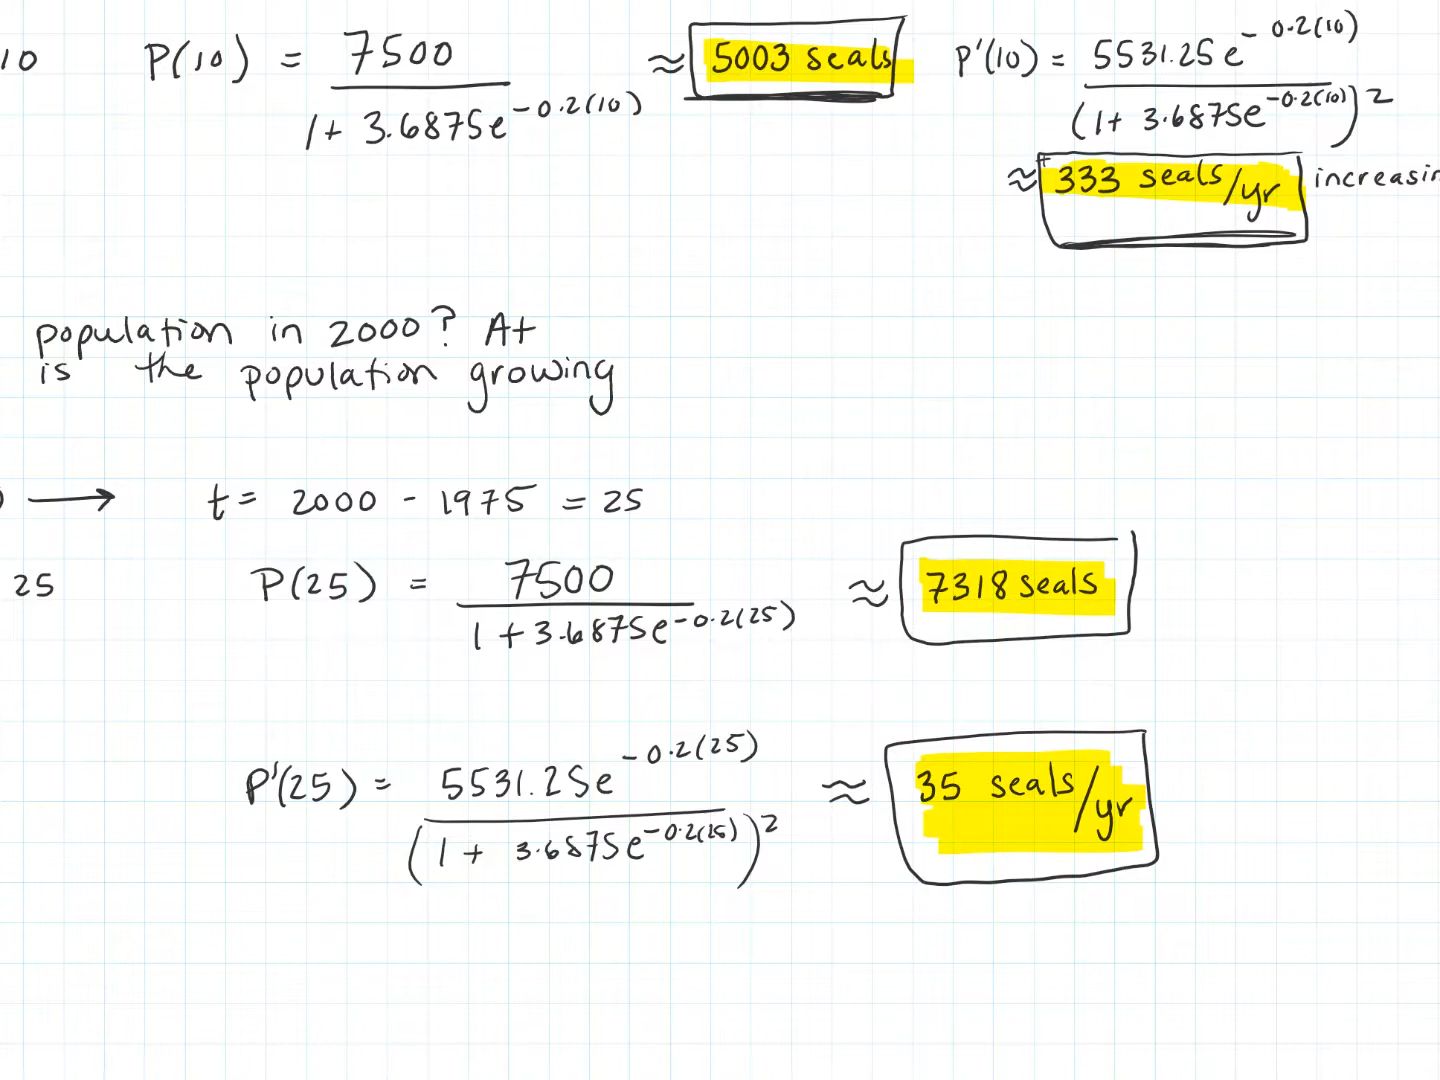 10 P(10) = 7500 / 1 + 3.6875e^-0.2(10) ≈ 5003 seals P'(10) = 5531.25e^-0.2(10) / (1 + 3.6875e^-0.2(10))^2
≈ +333 seals/yr increasin
population in 2000? At
is the population growing
0 → t = 2000 - 1975 = 25
25 P(25) = 7500 / 1 + 3.6875e^-0.2(25) ≈ 7318 seals
P'(25) = 5531.25e^-0.2(25) / (1 + 3.6875e^-0.2(25))^2 ≈ 35 seals/yr